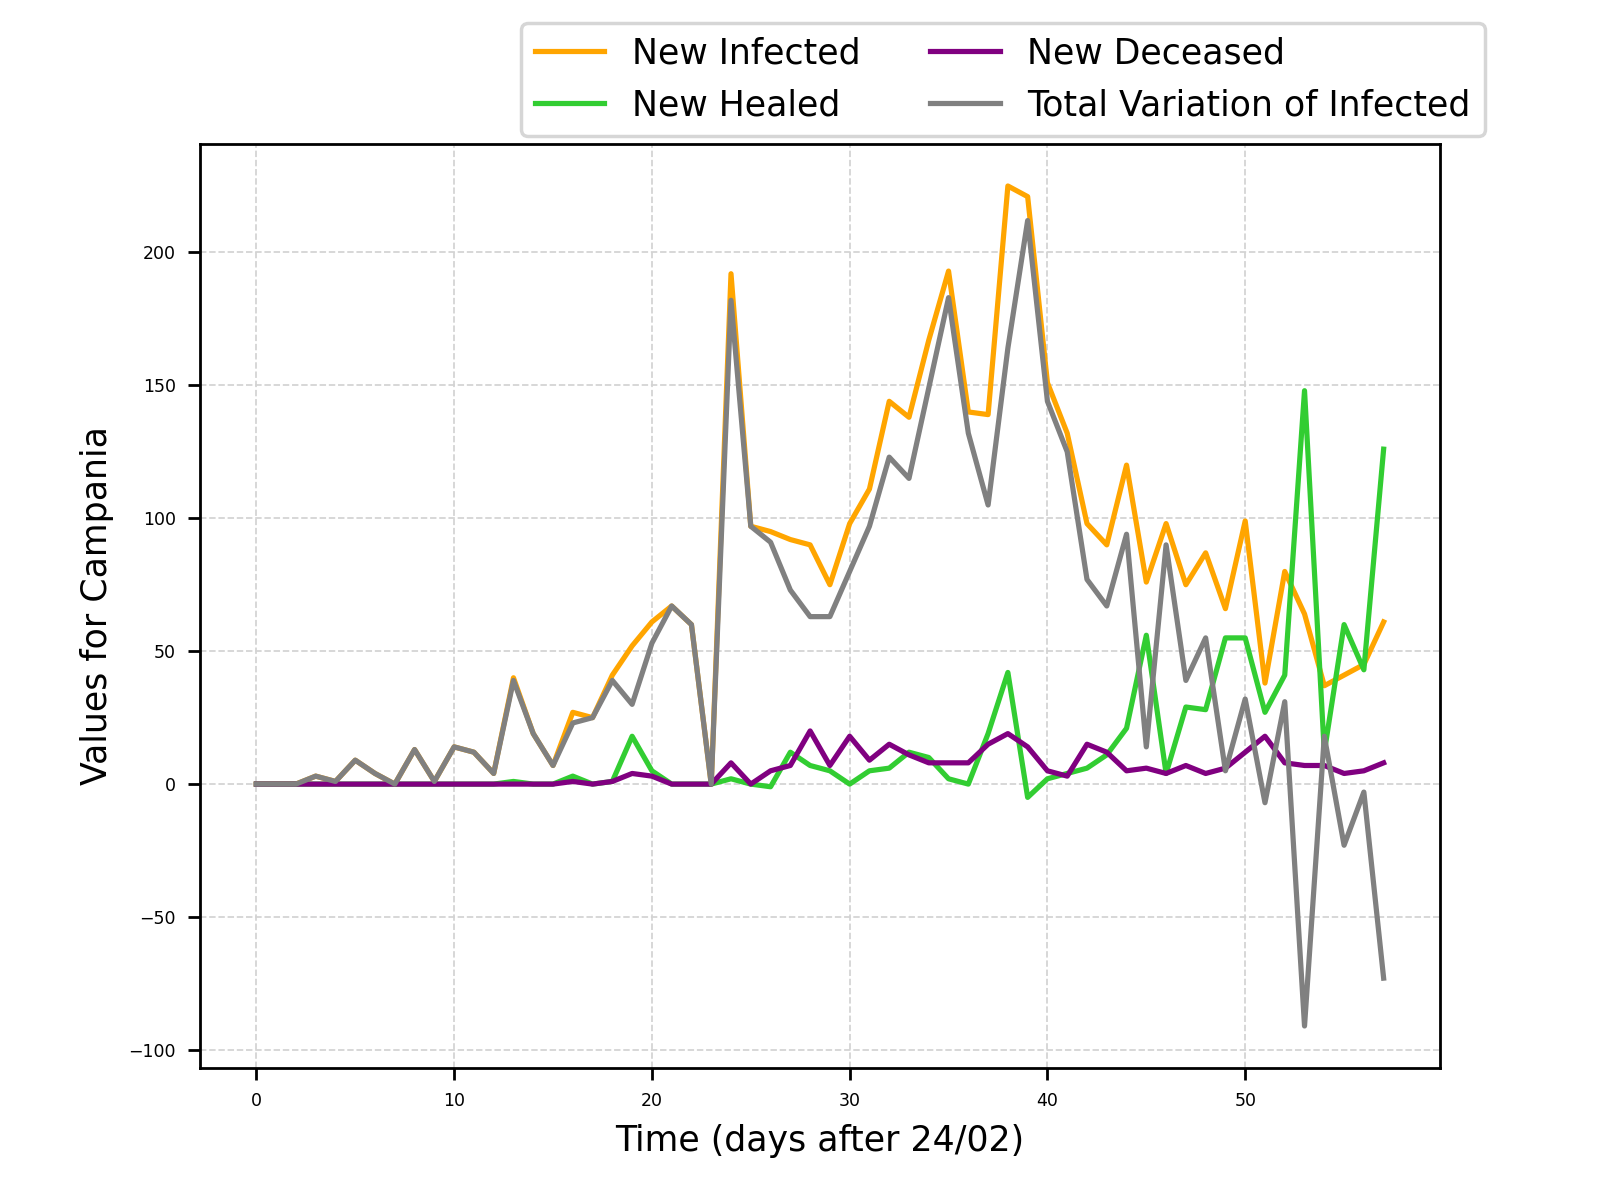 New Infected
New Healed
New Deceased
Total Variation of Infected
Values for Campania
200
150
100
50
0
−50
−100
0 10 20 30 40 50
Time (days after 24/02)